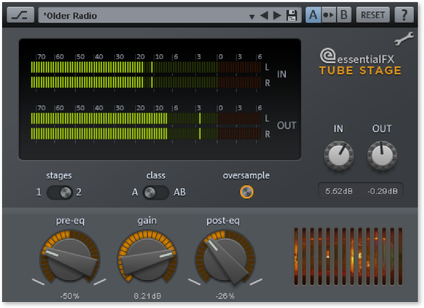 *Older Radio
A
B
RESET
?
70 60 50 40 30 20 10 6 3 0 3 6
L
R
IN
70 60 50 40 30 20 10 6 3 0 3 6
L
R
OUT
essentialFX
TUBE STAGE
IN OUT
5.62dB -0.29dB
stages class oversample
1 2 A AB
pre-eq gain post-eq
-50% 8.21dB -26%